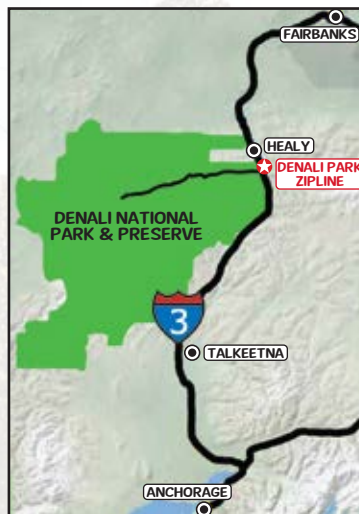 FAIRBANKS
HEALY
DENALI PARK
ZIPLINE
DENALI NATIONAL
PARK & PRESERVE
3
TALKEETNA
ANCHORAGE